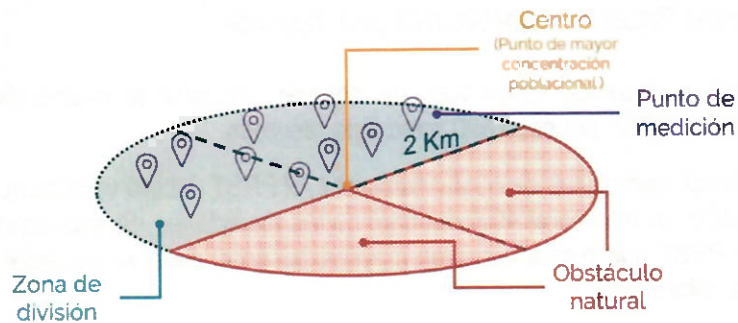 Centro
(Punto de mayor
concentración
poblacional)
Punto de
medición
2 Km
Zona de
división
Obstáculo
natural